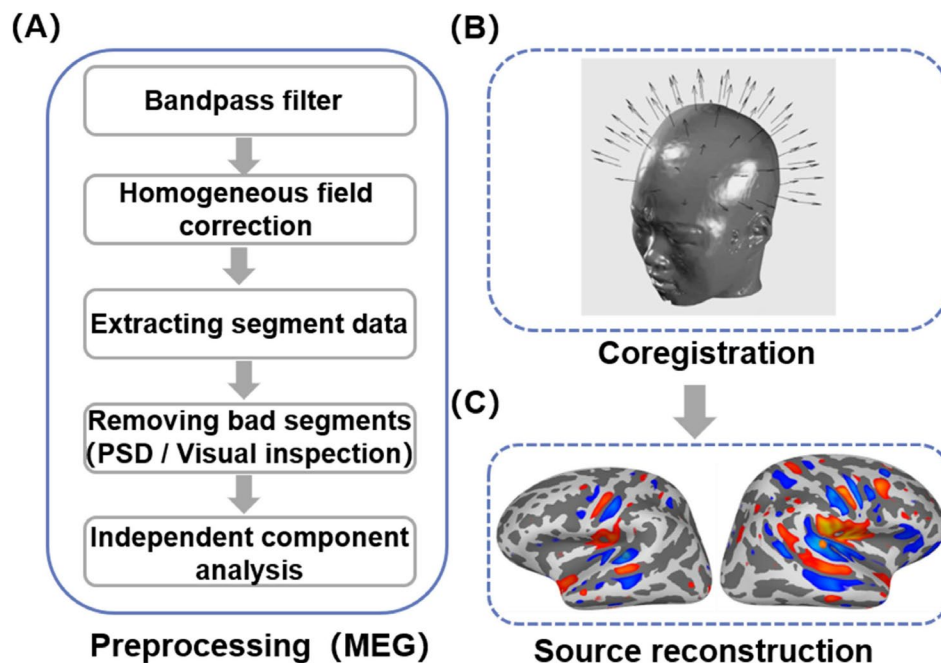 (A)
Bandpass filter
Homogeneous field
correction
Extracting segment data
Removing bad segments
(PSD / Visual inspection)
Independent component
analysis
Preprocessing (MEG)
(B)
Coregistration
(C)
Source reconstruction